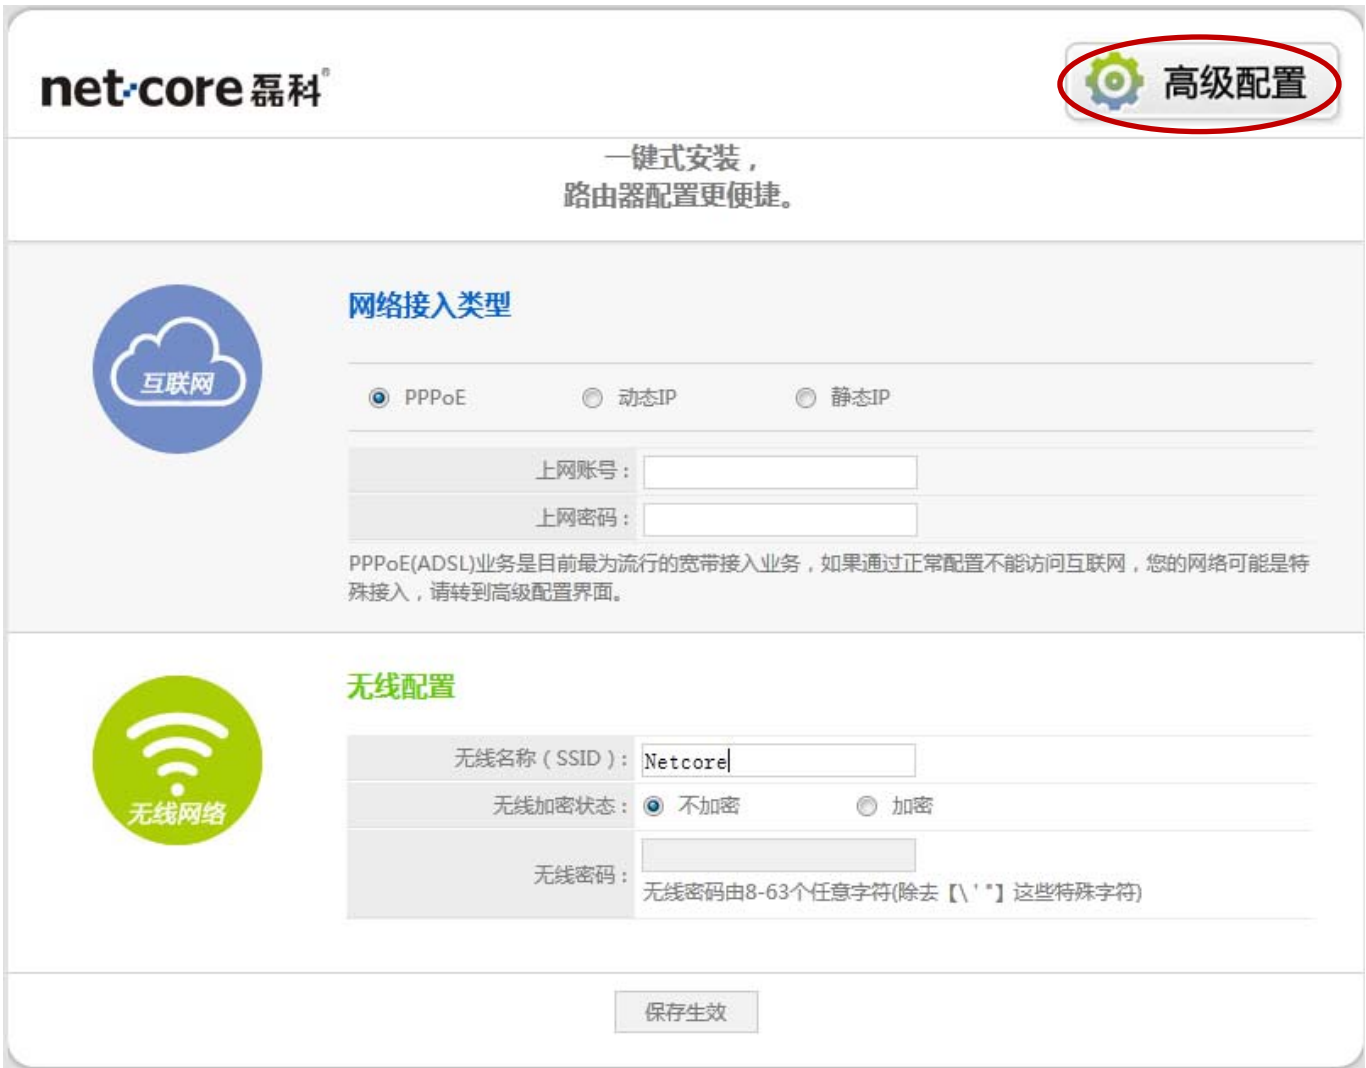 net·core磊科®
高级配置
一键式安装，
路由器配置更便捷。
网络接入类型
互联网
PPPoE 动态IP 静态IP
上网账号：
上网密码：
PPPoE(ADSL)业务是目前最为流行的宽带接入业务，如果通过正常配置不能访问互联网，您的网络可能是特
殊接入，请转到高级配置界面。
无线配置
无线网络
无线名称（SSID）： Netcore
无线加密状态： 不加密 加密
无线密码：
无线密码由8-63个任意字符(除去【\ ' "】这些特殊字符)
保存生效